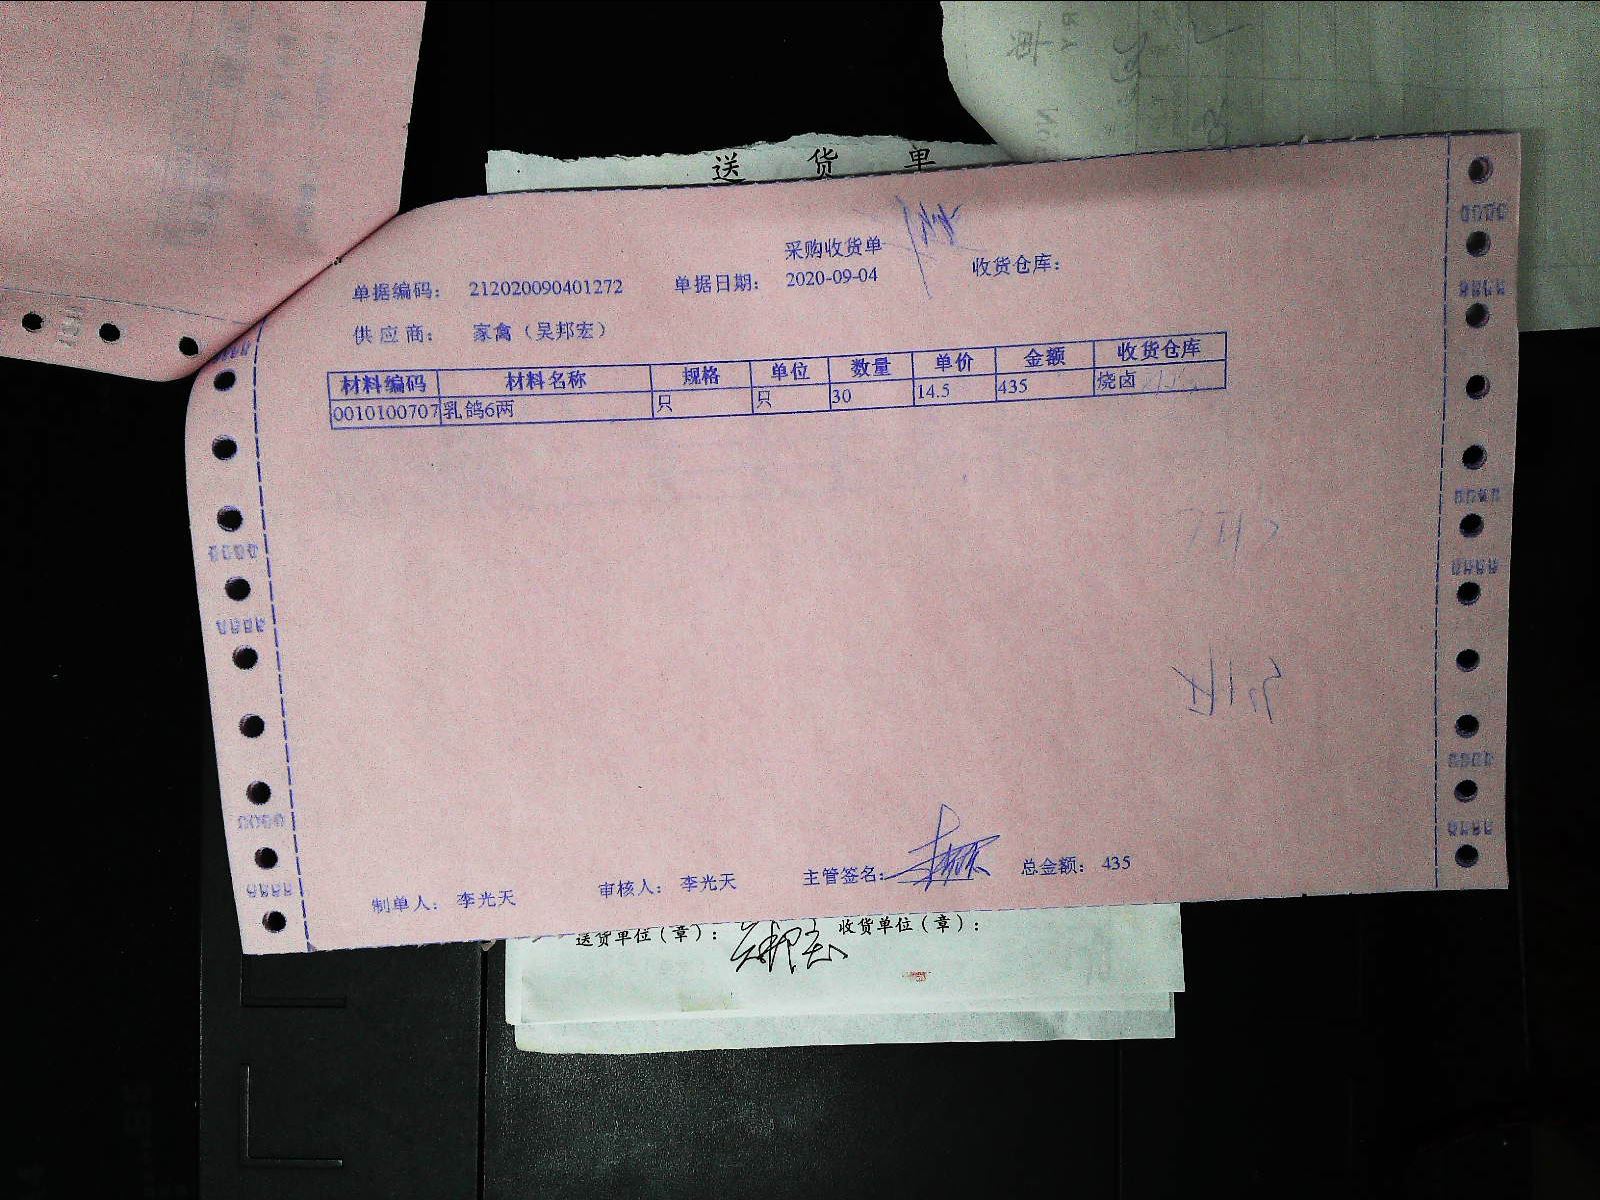 送 货 单
采购收货单
单据编码： 212020090401272 单据日期： 2020-09-04 收货仓库：
供 应 商： 家禽（吴邦宏）
材料编码 材料名称 规格 单位 数量 单价 金额 收货仓库
0010100707 乳鸽6两 只 只 30 14.5 435 烧卤
制单人： 李光天 审核人： 李光天 主管签名： 总金额： 435
送货单位（章）： 吴邦宏 收货单位（章）：